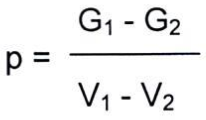 G₁ - G₂
p =
V₁ - V₂